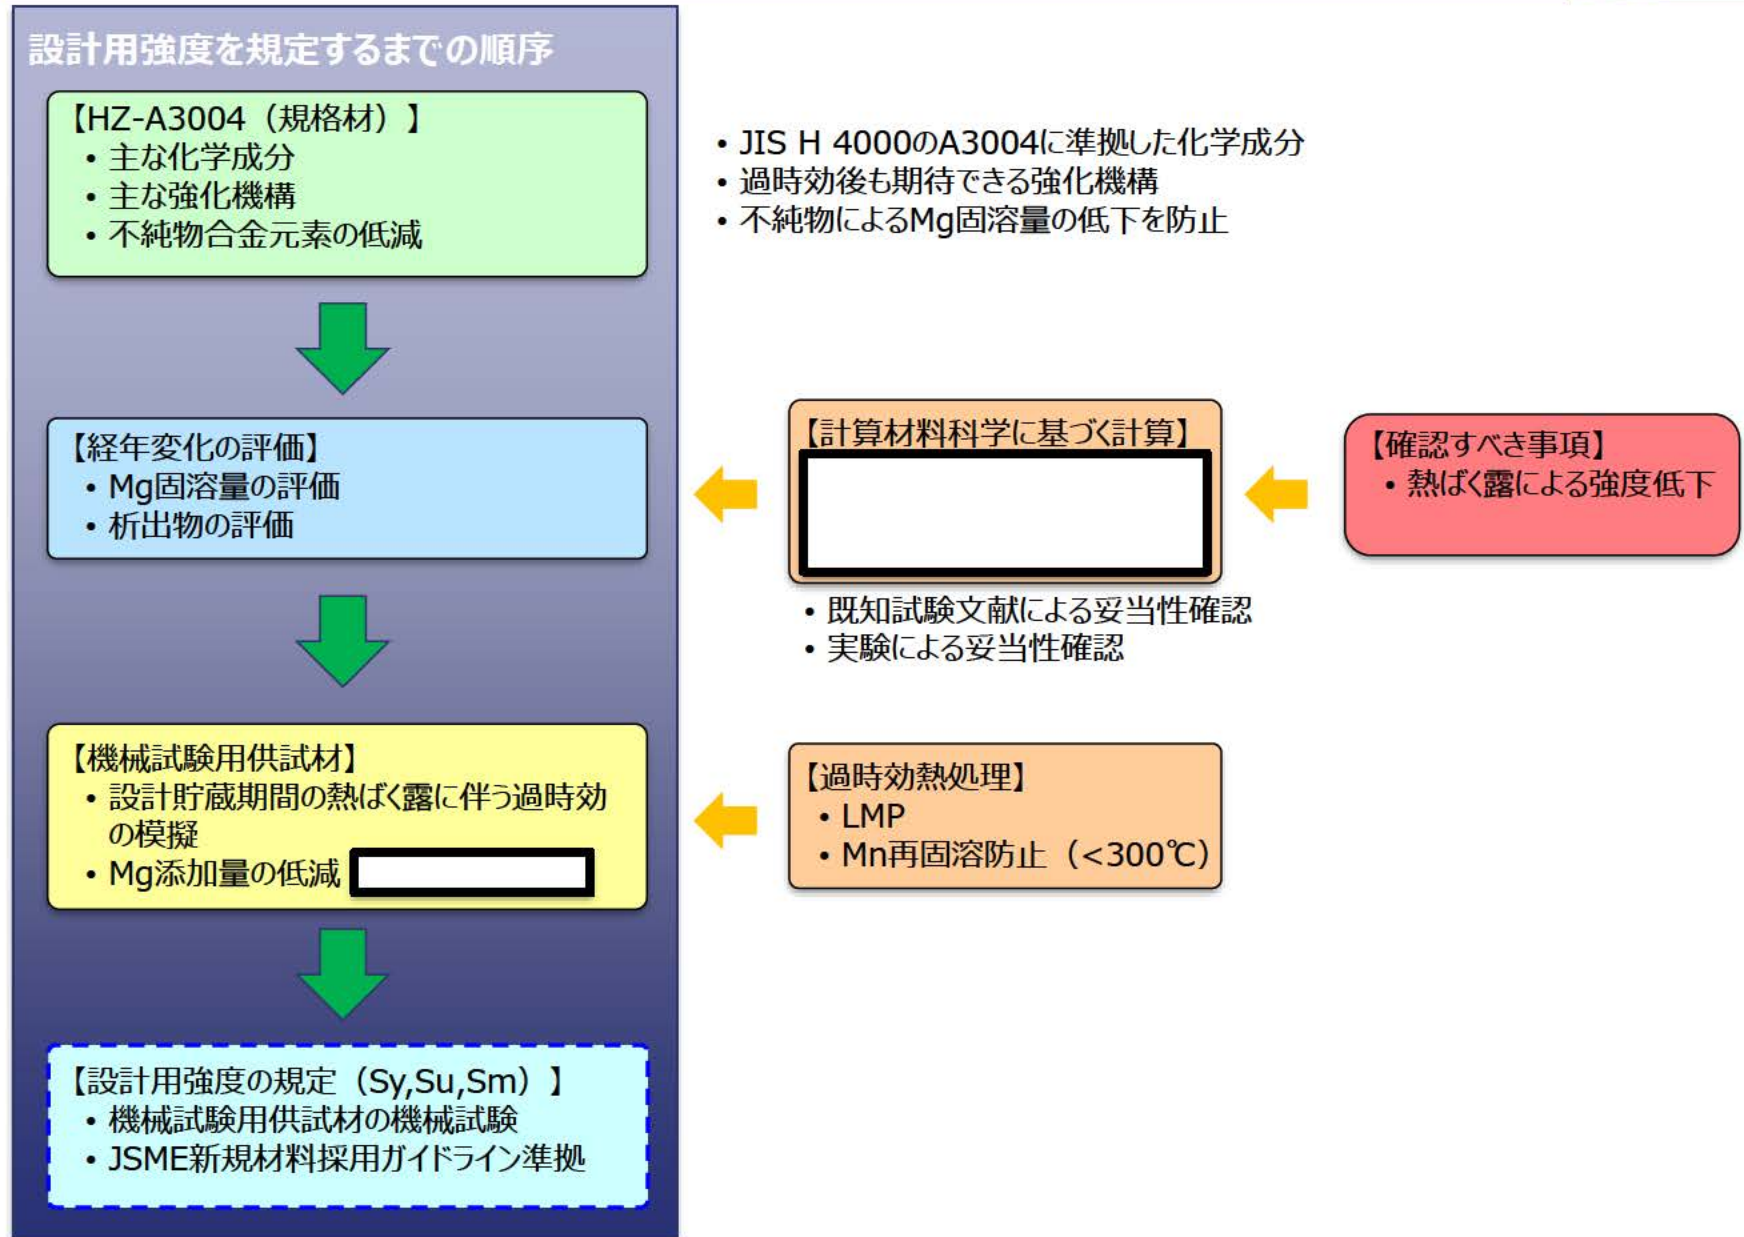 設計用強度を規定するまでの順序
【HZ-A3004（規格材）】
• 主な化学成分
• 主な強化機構
• 不純物合金元素の低減
• JIS H 4000のA3004に準拠した化学成分
• 過時効後も期待できる強化機構
• 不純物によるMg固溶量の低下を防止
【経年変化の評価】
• Mg固溶量の評価
• 析出物の評価
【計算材料科学に基づく計算】
• 既知試験文献による妥当性確認
• 実験による妥当性確認
【確認すべき事項】
• 熱ばく露による強度低下
【機械試験用供試材】
• 設計貯蔵期間の熱ばく露に伴う過時効
の模擬
• Mg添加量の低減
【過時効熱処理】
• LMP
• Mn再固溶防止（<300℃）
【設計用強度の規定（Sy,Su,Sm）】
• 機械試験用供試材の機械試験
• JSME新規材料採用ガイドライン準拠